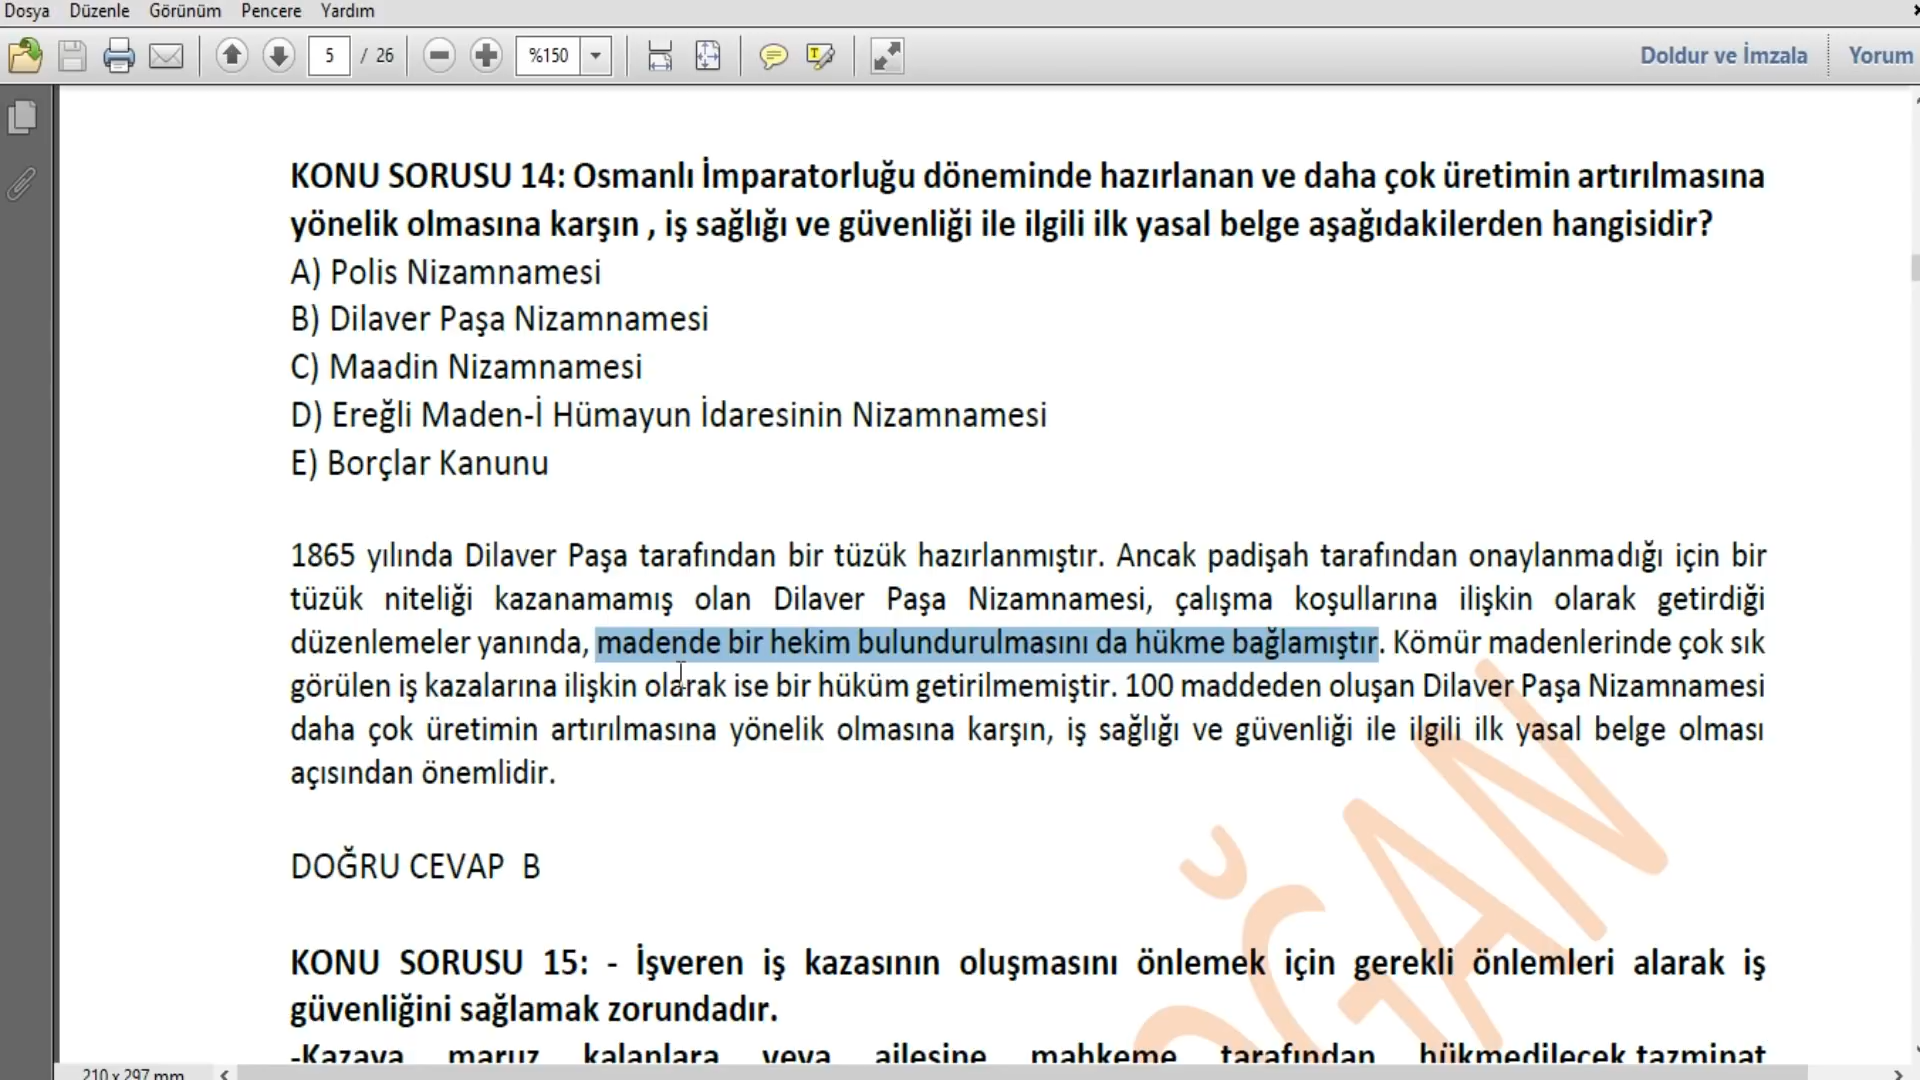 Dosya Düzenle Görünüm Pencere Yardım
5 / 26 %150 Doldur ve İmzala Yorum
KONU SORUSU 14: Osmanlı İmparatorluğu döneminde hazırlanan ve daha çok üretimin artırılmasına
yönelik olmasına karşın , iş sağlığı ve güvenliği ile ilgili ilk yasal belge aşağıdakilerden hangisidir?
A) Polis Nizamnamesi
B) Dilaver Paşa Nizamnamesi
C) Maadin Nizamnamesi
D) Ereğli Maden-İ Hümayun İdaresinin Nizamnamesi
E) Borçlar Kanunu
1865 yılında Dilaver Paşa tarafından bir tüzük hazırlanmıştır. Ancak padişah tarafından onaylanmadığı için bir
tüzük niteliği kazanamamış olan Dilaver Paşa Nizamnamesi, çalışma koşullarına ilişkin olarak getirdiği
düzenlemeler yanında, madende bir hekim bulundurulmasını da hükme bağlamıştır. Kömür madenlerinde çok sık
görülen iş kazalarına ilişkin olarak ise bir hüküm getirilmemiştir. 100 maddeden oluşan Dilaver Paşa Nizamnamesi
daha çok üretimin artırılmasına yönelik olmasına karşın, iş sağlığı ve güvenliği ile ilgili ilk yasal belge olması
açısından önemlidir.
DOĞRU CEVAP B
KONU SORUSU 15: - İşveren iş kazasının oluşmasını önlemek için gerekli önlemleri alarak iş
güvenliğini sağlamak zorundadır.
-Kazaya maruz kalanlara veya ailesine mahkeme tarafından hükmedilecek tazminat
210 x 297 mm